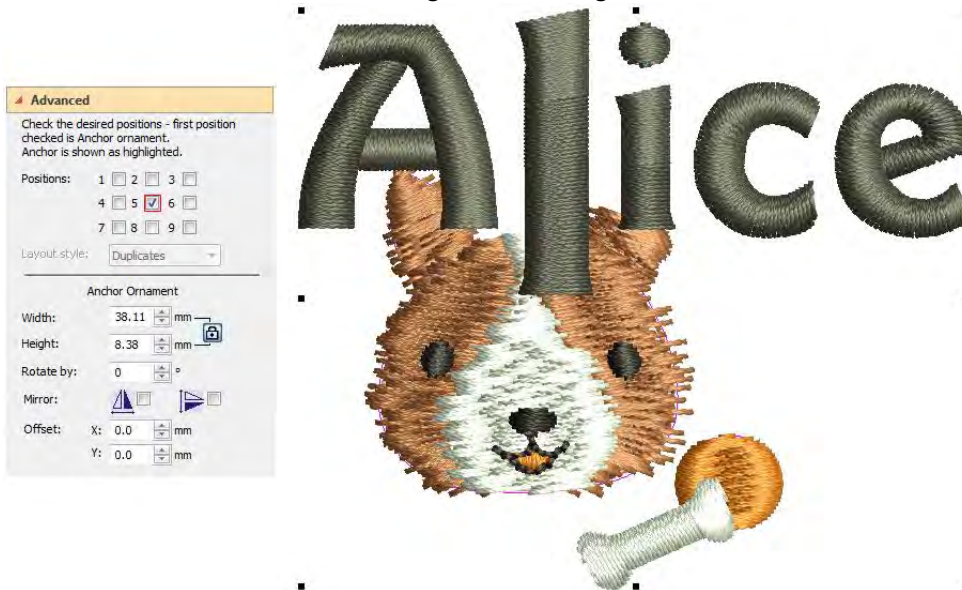 Advanced
Check the desired positions - first position
checked is Anchor ornament.
Anchor is shown as highlighted.
Positions: 1 2 3
4 5 6
7 8 9
Layout style: Duplicates
Anchor Ornament
Width: 38.11 mm
Height: 8.38 mm
Rotate by: 0 °
Mirror:
Offset: X: 0.0 mm
Y: 0.0 mm
Alice